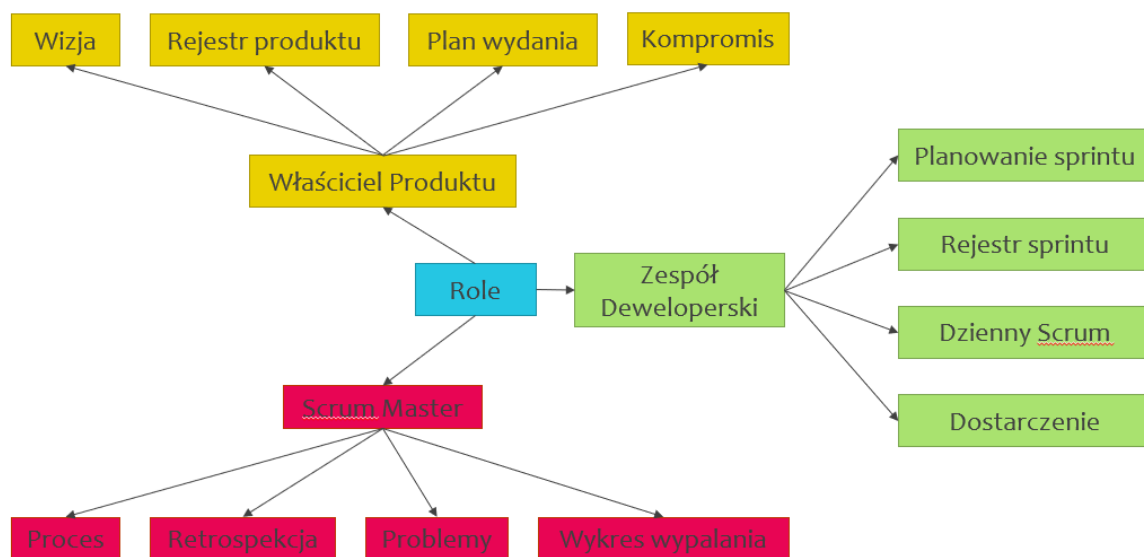 Wizja
Rejestr produktu
Plan wydania
Kompromis
Właściciel Produktu
Planowanie sprintu
Rejestr sprintu
Role
Zespół
Deweloperski
Dzienny Scrum
Dostarczenie
Scrum Master
Proces
Retrospekcja
Problemy
Wykres wypalania